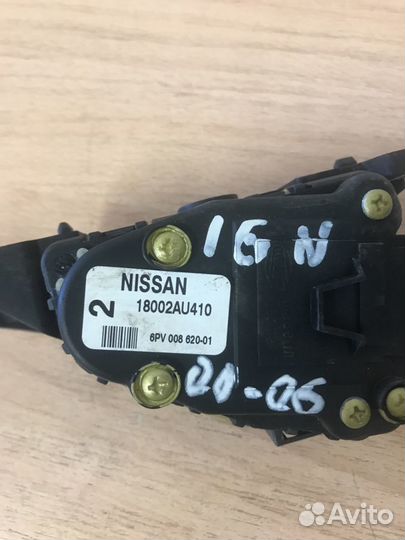 16 N
NISSAN
2
18002AU410
6PV 008 620-01
00-06
Avito